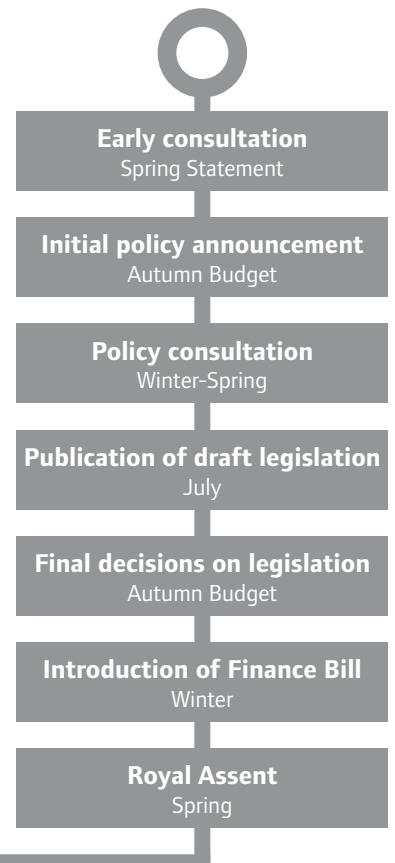 Early consultation
Spring Statement
Initial policy announcement
Autumn Budget
Policy consultation
Winter-Spring
Publication of draft legislation
July
Final decisions on legislation
Autumn Budget
Introduction of Finance Bill
Winter
Royal Assent
Spring